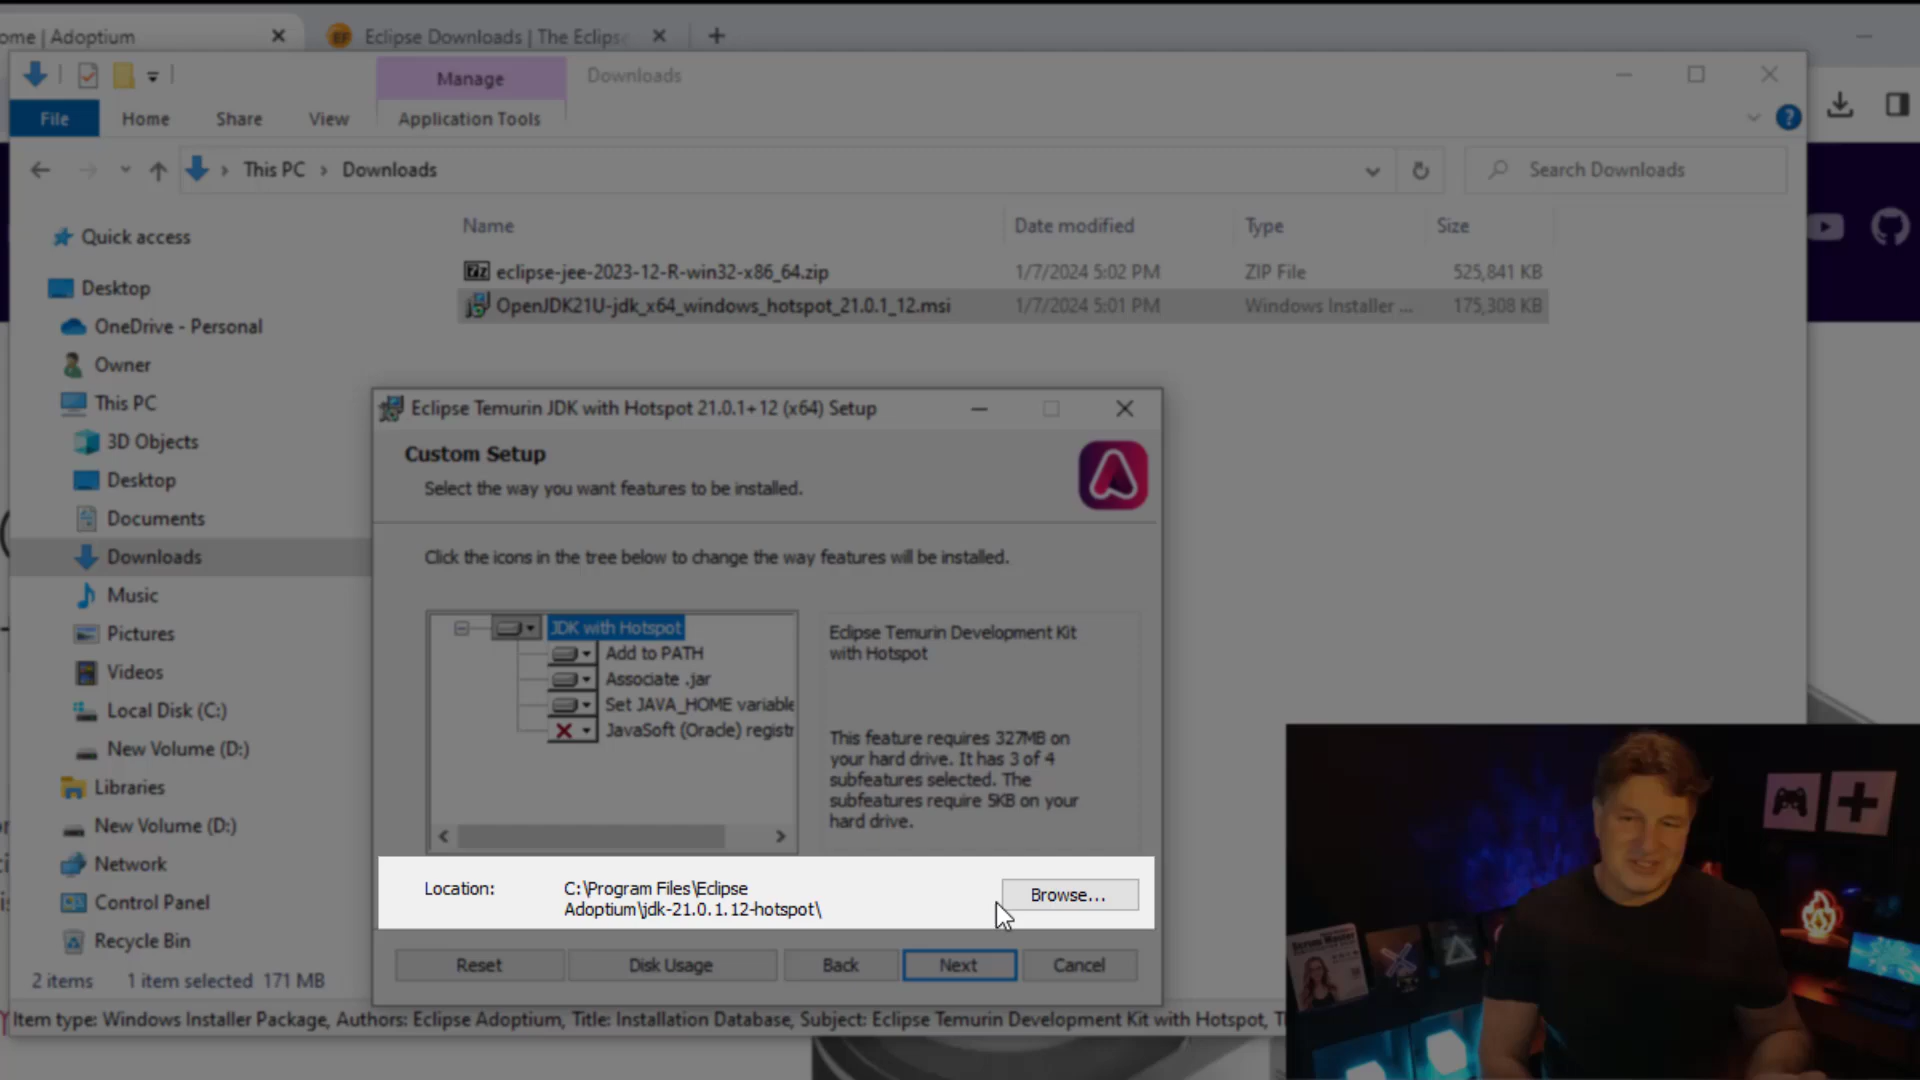 ome | Adoptium
Eclipse Downloads | The Eclips
Manage
Downloads
File
Home
Share
View
Application Tools
This PC
Downloads
Search Downloads
Name
Date modified
Type
Size
eclipse-jee-2023-12-R-win32-x86_64.zip
1/7/2024 5:02 PM
ZIP File
525,841 KB
OpenJDK21U-jdk_x64_windows_hotspot_21.0.1_12.msi
1/7/2024 5:01 PM
Windows Installer ...
175,308 KB
Quick access
Desktop
OneDrive - Personal
Owner
This PC
3D Objects
Desktop
Documents
Downloads
Music
Pictures
Videos
Local Disk (C:)
New Volume (D:)
Libraries
New Volume (D:)
Network
Control Panel
Recycle Bin
2 items
1 item selected 171 MB
Item type: Windows Installer Package, Authors: Eclipse Adoptium, Title: Installation Database, Subject: Eclipse Temurin Development Kit with Hotspot,
Eclipse Temurin JDK with Hotspot 21.0.1+12 (x64) Setup
Custom Setup
Select the way you want features to be installed.
Click the icons in the tree below to change the way features will be installed.
JDK with Hotspot
Add to PATH
Associate .jar
Set JAVA_HOME variable
JavaSoft (Oracle) registr
Eclipse Temurin Development Kit
with Hotspot
This feature requires 327MB on
your hard drive. It has 3 of 4
subfeatures selected. The
subfeatures require 5KB on your
hard drive.
Location:
C:\Program Files\Eclipse
Adoptium\jdk-21.0.1.12-hotspot\
Browse...
Reset
Disk Usage
Back
Next
Cancel